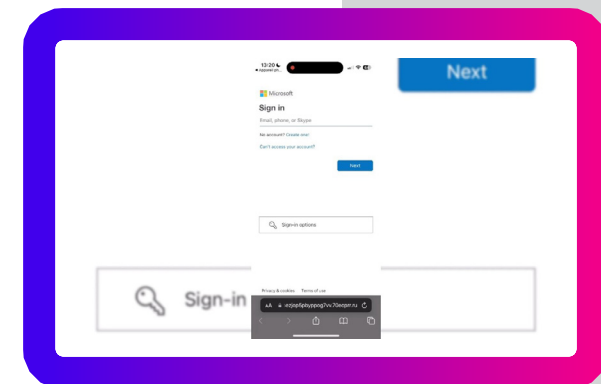 13:20
Next
Microsoft
Sign in
Email, phone, or Skype
No account? Create one!
Can't access your account?
Next
Sign-in options
Sign-in
Privacy & cookies Terms of use
AA